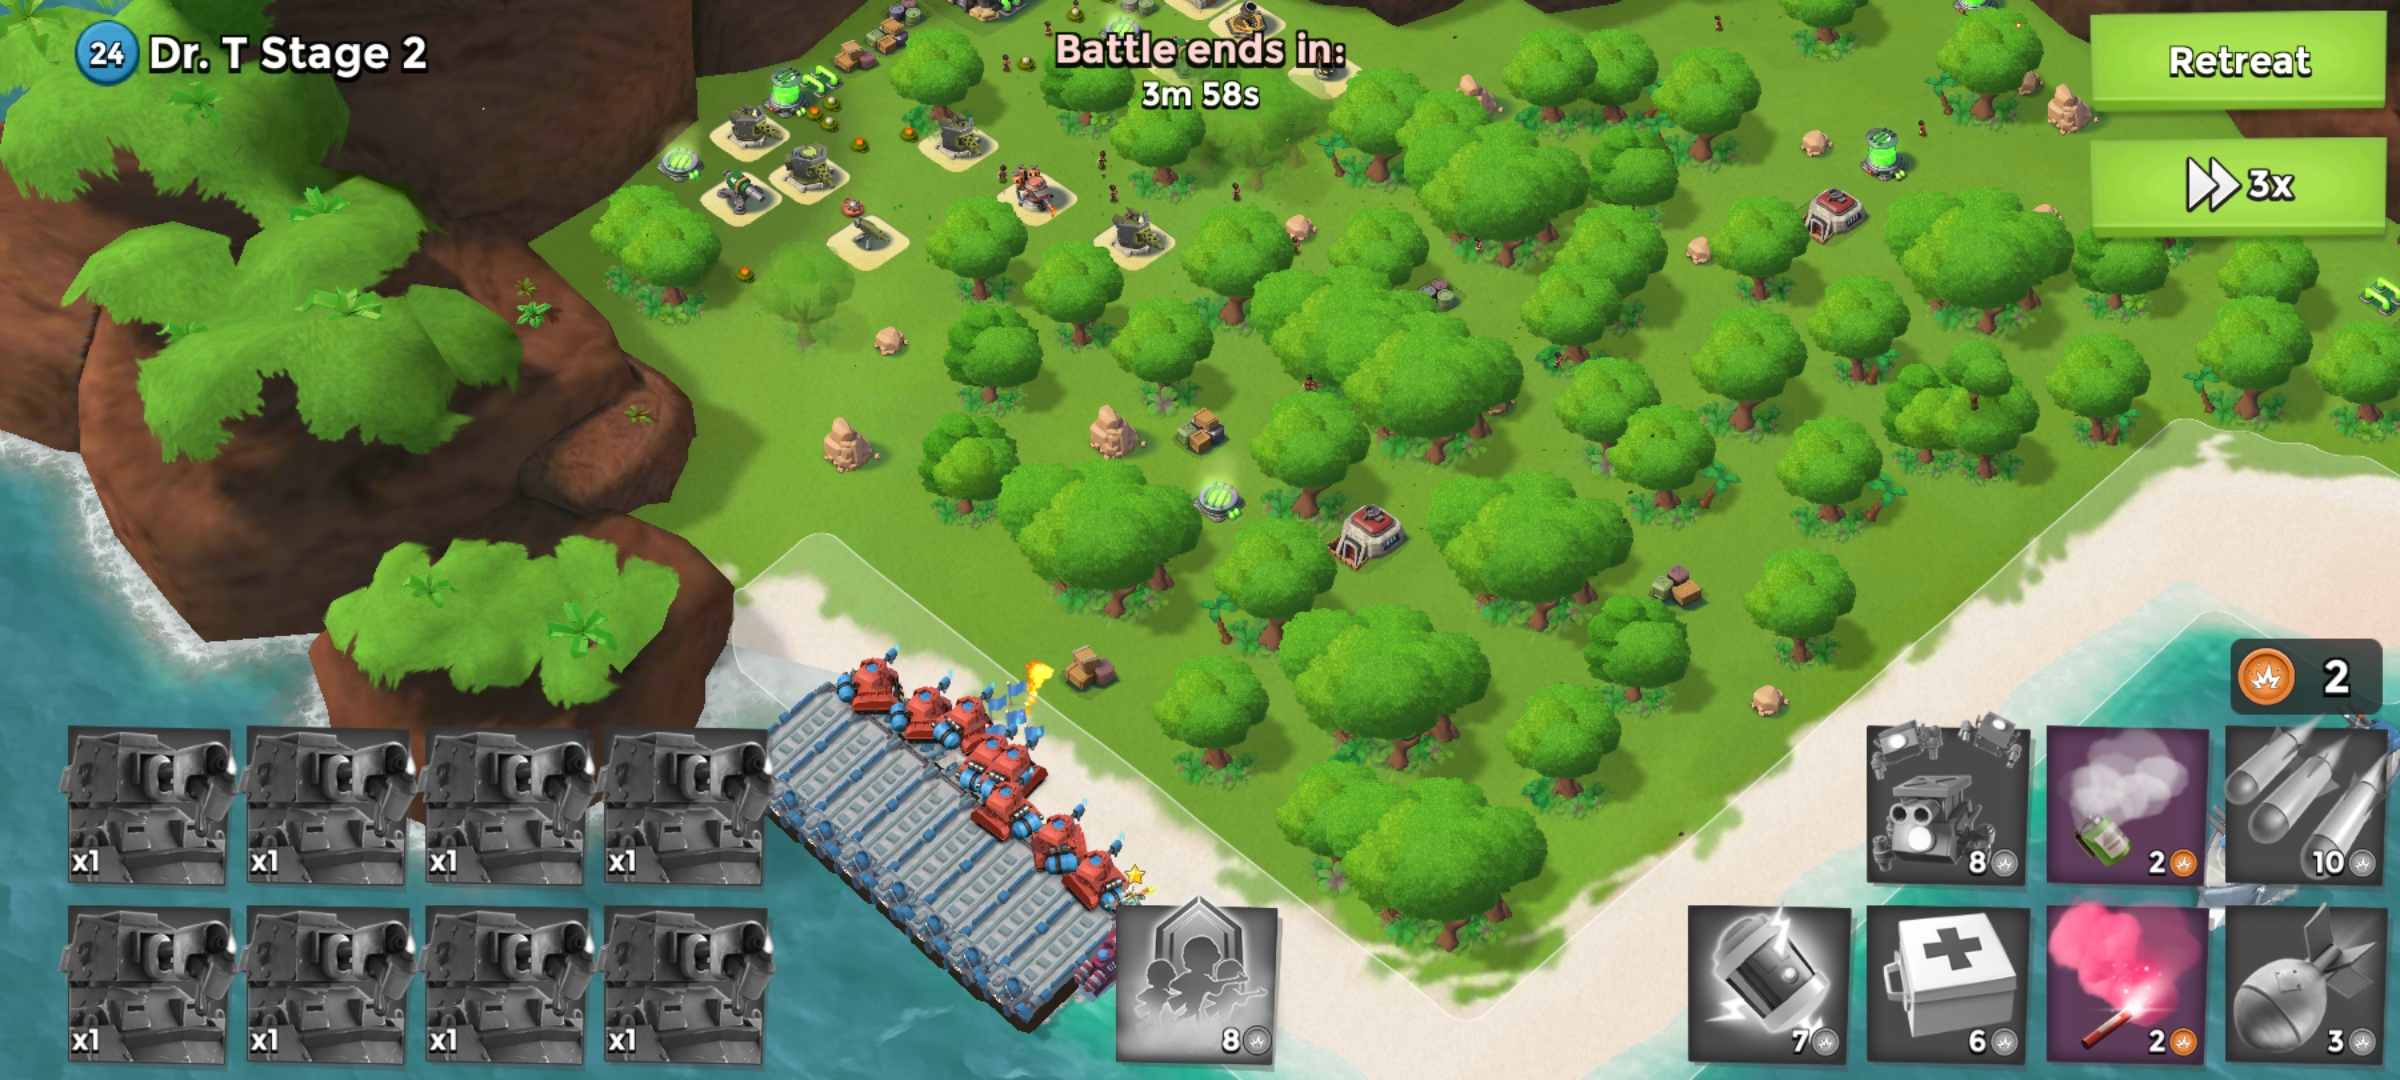 24 Dr. T Stage 2
Battle ends in:
3m 58s
Retreat
3x
2
x1 x1 x1 x1
8 2 10
x1 x1 x1 x1
8 7 6 2 3